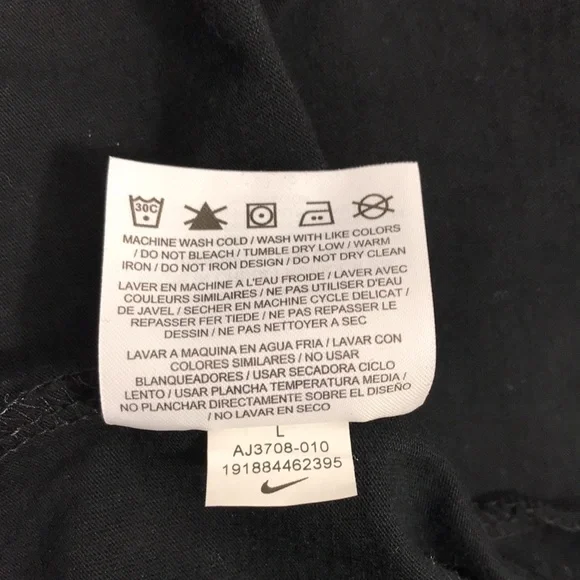 30C
MACHINE WASH COLD / WASH WITH LIKE COLORS
/ DO NOT BLEACH / TUMBLE DRY LOW / WARM
IRON / DO NOT IRON DESIGN / DO NOT DRY CLEAN
LAVER EN MACHINE A L'EAU FROIDE / LAVER AVEC
COULEURS SIMILAIRES / NE PAS UTILISER D'EAU
DE JAVEL / SECHER EN MACHINE CYCLE DELICAT /
REPASSER FER TIEDE / NE PAS REPASSER LE
DESSIN / NE PAS NETTOYER A SEC
LAVAR A MAQUINA EN AGUA FRIA / LAVAR CON
COLORES SIMILARES / NO USAR
BLANQUEADORES / USAR SECADORA CICLO
LENTO / USAR PLANCHA TEMPERATURA MEDIA /
NO PLANCHAR DIRECTAMENTE SOBRE EL DISEÑO
/ NO LAVAR EN SECO
L
AJ3708-010
191884462395